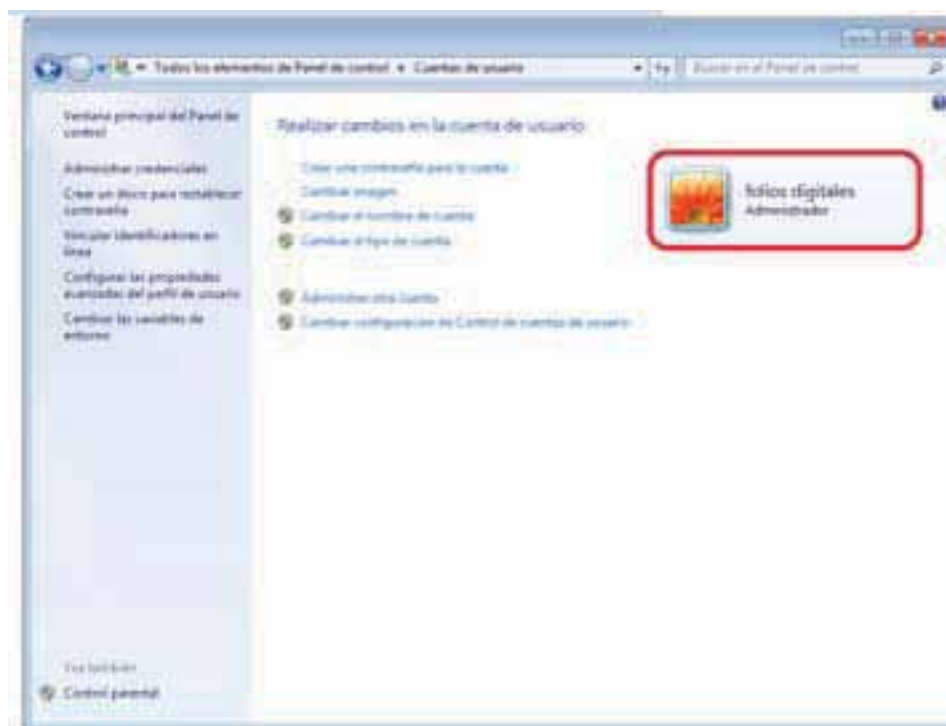 Todos los elementos de Panel de control
Cuentas de usuario
Buscar en el Panel de control
Ventana principal del Panel de
control
Administrar credenciales
Crear un disco para restablecer
contraseña
Vincular identificadores en
línea
Configurar las propiedades
avanzadas del perfil de usuario
Cambiar las variables de
entorno
Realizar cambios en la cuenta de usuario
Crear una contraseña para la cuenta
Cambiar imagen
Cambiar el nombre de cuenta
Cambiar el tipo de cuenta
Administrar otra cuenta
Cambiar configuración de Control de cuentas de usuario
folios digitales
Administrador
Vea también
Control parental